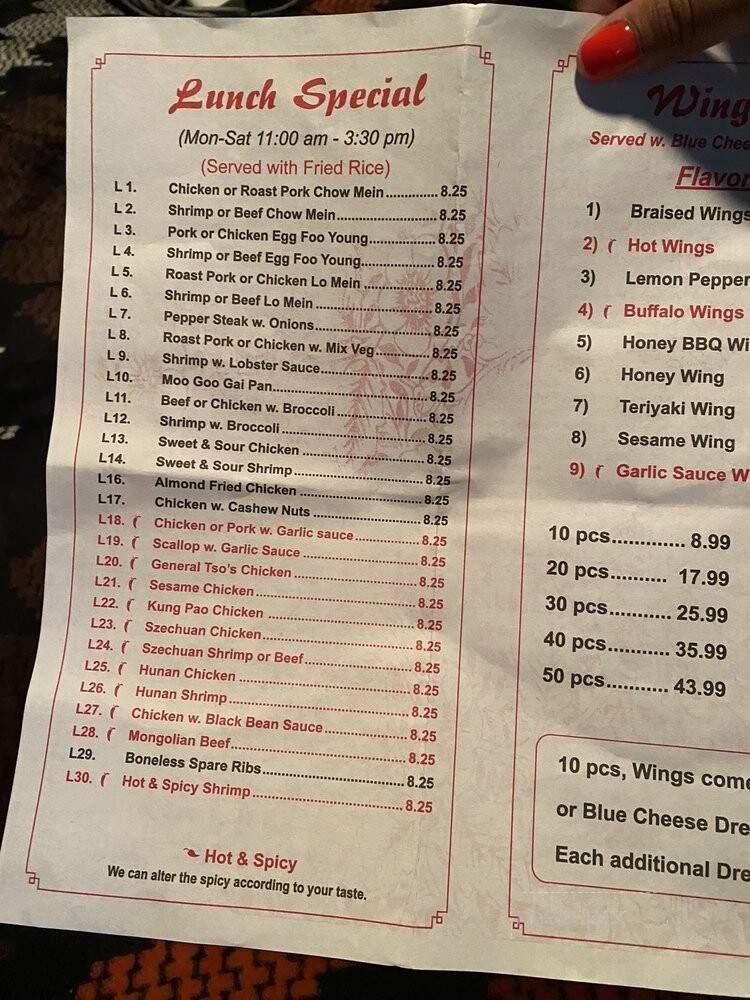 Lunch Special
(Mon-Sat 11:00 am - 3:30 pm)
(Served with Fried Rice)
L 1. Chicken or Roast Pork Chow Mein.............. 8.25
L 2. Shrimp or Beef Chow Mein................................... 8.25
L 3. Pork or Chicken Egg Foo Young.................. 8.25
L 4. Shrimp or Beef Egg Foo Young.................... 8.25
L 5. Roast Pork or Chicken Lo Mein .................... 8.25
L 6. Shrimp or Beef Lo Mein ................................ 8.25
L 7. Pepper Steak w. Onions................................ 8.25
L 8. Roast Pork or Chicken w. Mix Veg................ 8.25
L 9. Shrimp w. Lobster Sauce.............................. 8.25
L10. Moo Goo Gai Pan.......................................... 8.25
L11. Beef or Chicken w. Broccoli ......................... 8.25
L12. Shrimp w. Broccoli ....................................... 8.25
L13. Sweet & Sour Chicken .................................. 8.25
L14. Sweet & Sour Shrimp................................... 8.25
L16. Almond Fried Chicken ................................. 8.25
L17. Chicken w. Cashew Nuts ............................. 8.25
L18. Chicken or Pork w. Garlic sauce................. 8.25
L19. Scallop w. Garlic Sauce .............................. 8.25
L20. General Tso's Chicken ................................ 8.25
L21. Sesame Chicken.......................................... 8.25
L22. Kung Pao Chicken ...................................... 8.25
L23. Szechuan Chicken....................................... 8.25
L24. Szechuan Shrimp or Beef............................ 8.25
L25. Hunan Chicken ............................................ 8.25
L26. Hunan Shrimp.............................................. 8.25
L27. Chicken w. Black Bean Sauce..................... 8.25
L28. Mongolian Beef............................................ 8.25
L29. Boneless Spare Ribs................................... 8.25
L30. Hot & Spicy Shrimp...................................... 8.25
Hot & Spicy
We can alter the spicy according to your taste.
Wing
Served w. Blue Chee
Flavor
1) Braised Wings
2) Hot Wings
3) Lemon Pepper
4) Buffalo Wings
5) Honey BBQ Wi
6) Honey Wing
7) Teriyaki Wing
8) Sesame Wing
9) Garlic Sauce W
10 pcs............. 8.99
20 pcs.......... 17.99
30 pcs........... 25.99
40 pcs........... 35.99
50 pcs........... 43.99
10 pcs, Wings come
or Blue Cheese Dre
Each additional Dre